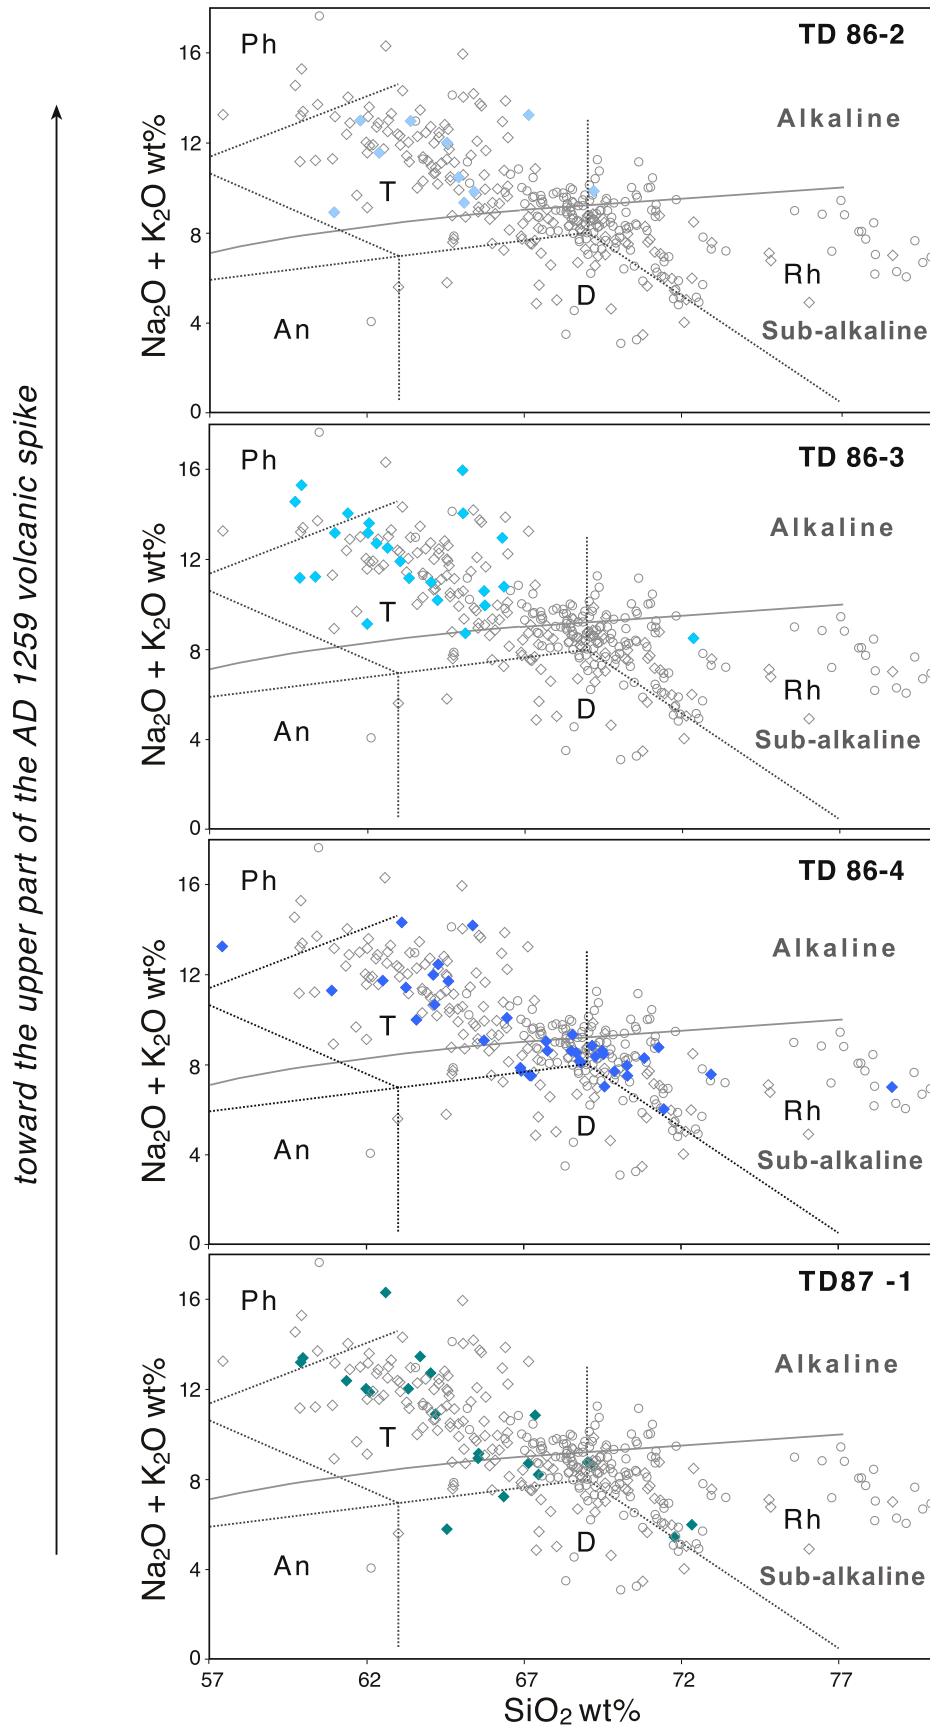 toward the upper part of the AD 1259 volcanic spike
TD 86-2
Ph
Alkaline
T
Rh
D
An
Sub-alkaline
Na2O + K2O wt%
16
12
8
4
0
TD 86-3
Ph
Alkaline
T
Rh
D
An
Sub-alkaline
Na2O + K2O wt%
16
12
8
4
0
TD 86-4
Ph
Alkaline
T
Rh
D
An
Sub-alkaline
Na2O + K2O wt%
16
12
8
4
0
TD87 -1
Ph
Alkaline
T
Rh
D
An
Sub-alkaline
Na2O + K2O wt%
16
12
8
4
0
57 62 67 72 77
SiO2 wt%